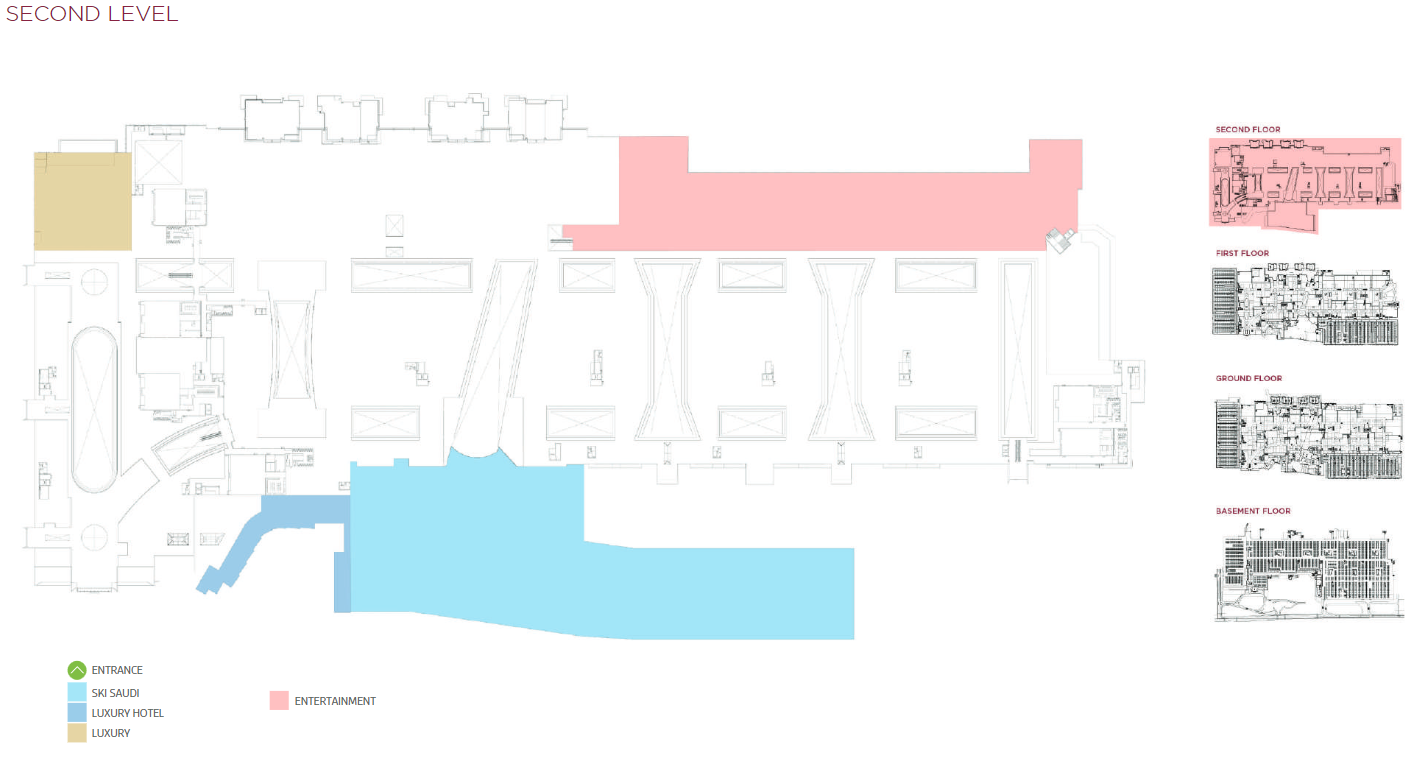 SECOND LEVEL
SECOND FLOOR
FIRST FLOOR
GROUND FLOOR
BASEMENT FLOOR
ENTRANCE
SKI SAUDI
LUXURY HOTEL
LUXURY
ENTERTAINMENT